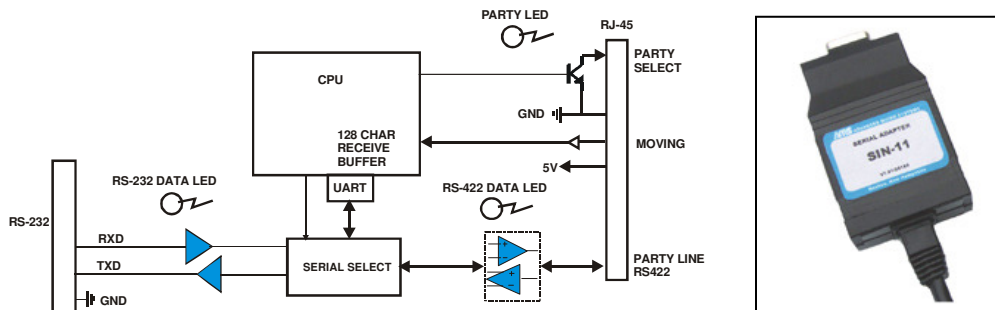 PARTY LED
RJ-45
PARTY
SELECT
CPU
GND
128 CHAR
RECEIVE
BUFFER
MOVING
5V
UART
RS-232 DATA LED
RS-422 DATA LED
RS-232
RXD
TXD
SERIAL SELECT
PARTY LINE
RS422
GND
SERIAL ADAPTER
SIN-11